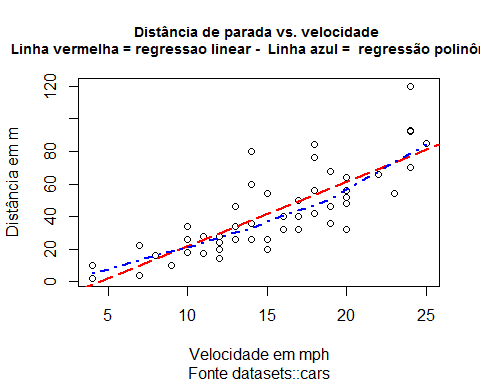 Distância de parada vs. velocidade
Linha vermelha = regressao linear - Linha azul = regressão polinôm
Distância em m
0
20
40
60
80
120
5
10
15
20
25
Velocidade em mph
Fonte datasets::cars